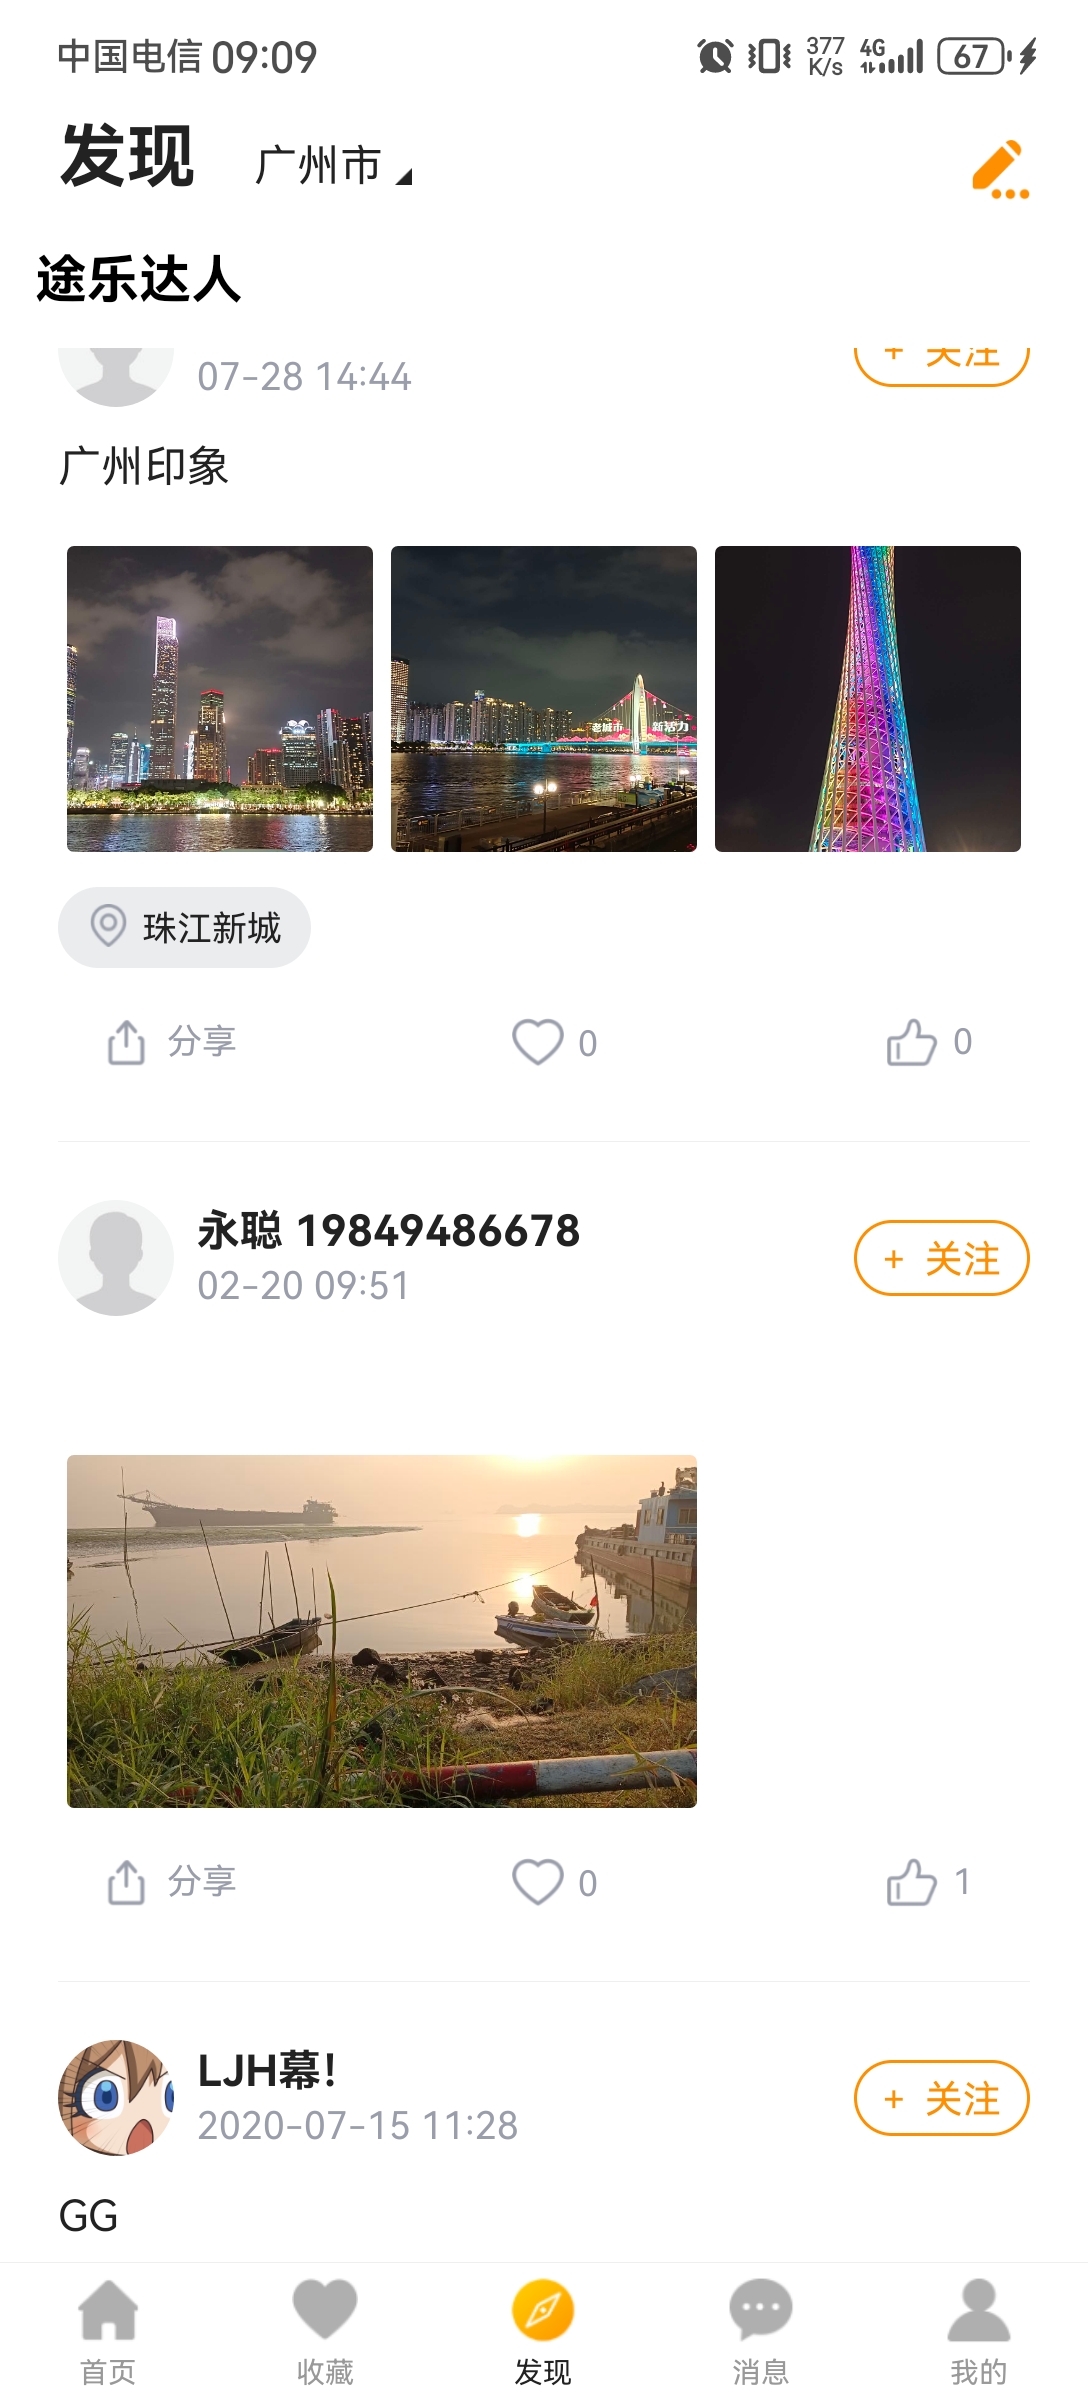 中国电信 09:09
377 K/s 4G 67
发现 广州市
途乐达人
07-28 14:44
+ 关注
广州印象
老城市 新活力
珠江新城
分享 0 0
永聪 19849486678
02-20 09:51
+ 关注
分享 0 1
LJH幕!
2020-07-15 11:28
+ 关注
GG
首页 收藏 发现 消息 我的